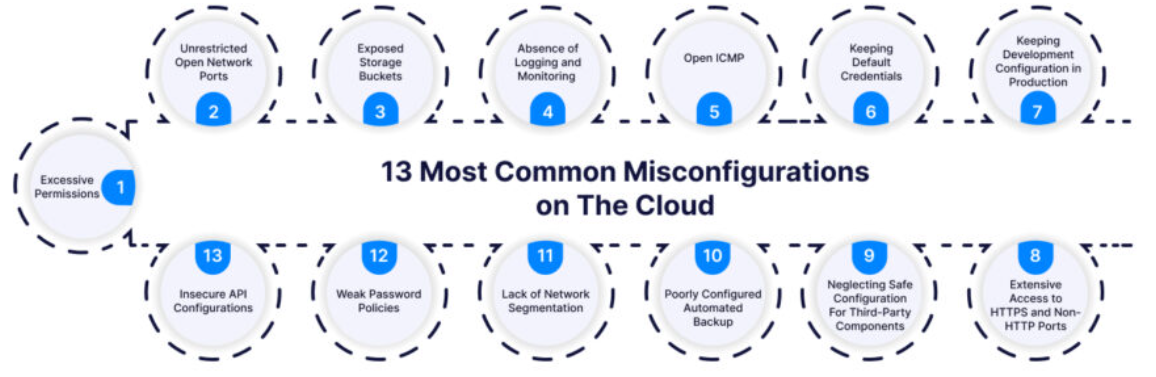 Excessive
Permissions
1
Unrestricted
Open Network
Ports
2
Exposed
Storage
Buckets
3
Absence of
Logging and
Monitoring
4
Open ICMP
5
Keeping
Default
Credentials
6
Keeping
Development
Configuration in
Production
7
13 Most Common Misconfigurations
on The Cloud
8
Extensive
Access to
HTTPS and Non-
HTTP Ports
9
Neglecting Safe
Configuration
For Third-Party
Components
10
Poorly Configured
Automated
Backup
11
Lack of Network
Segmentation
12
Weak Password
Policies
13
Insecure API
Configurations